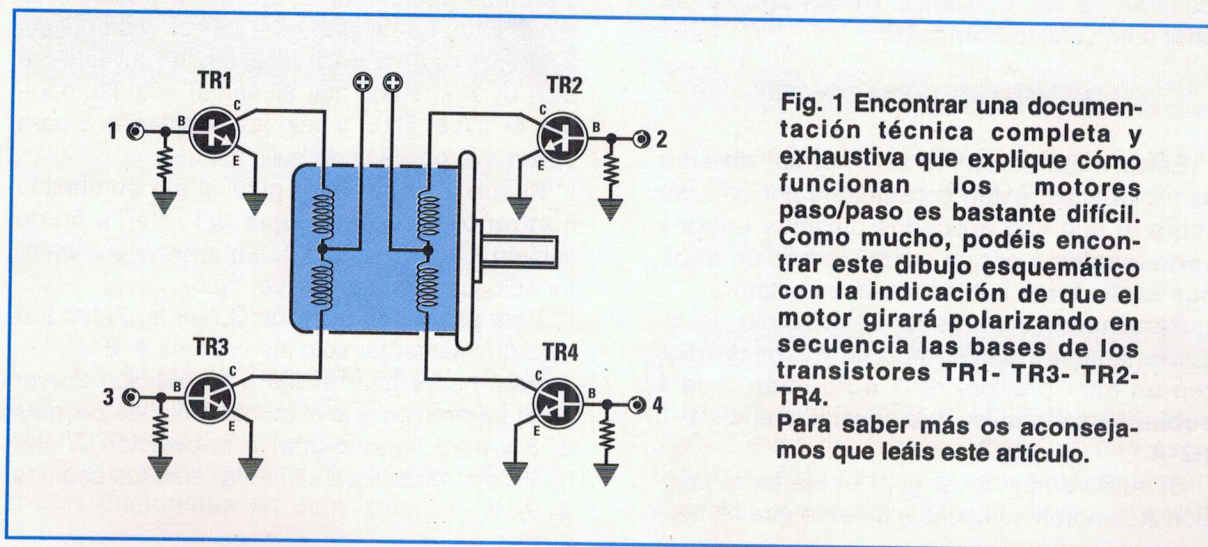 TR1
TR2
1
B
C
E
C
B
E
2
TR3
TR4
3
B
C
E
C
B
E
4
Fig. 1 Encontrar una documen-
tación técnica completa y
exhaustiva que explique cómo
funcionan los motores
paso/paso es bastante difícil.
Como mucho, podéis encon-
trar este dibujo esquemático
con la indicación de que el
motor girará polarizando en
secuencia las bases de los
transistores TR1- TR3- TR2-
TR4.
Para saber más os aconseja-
mos que leáis este artículo.